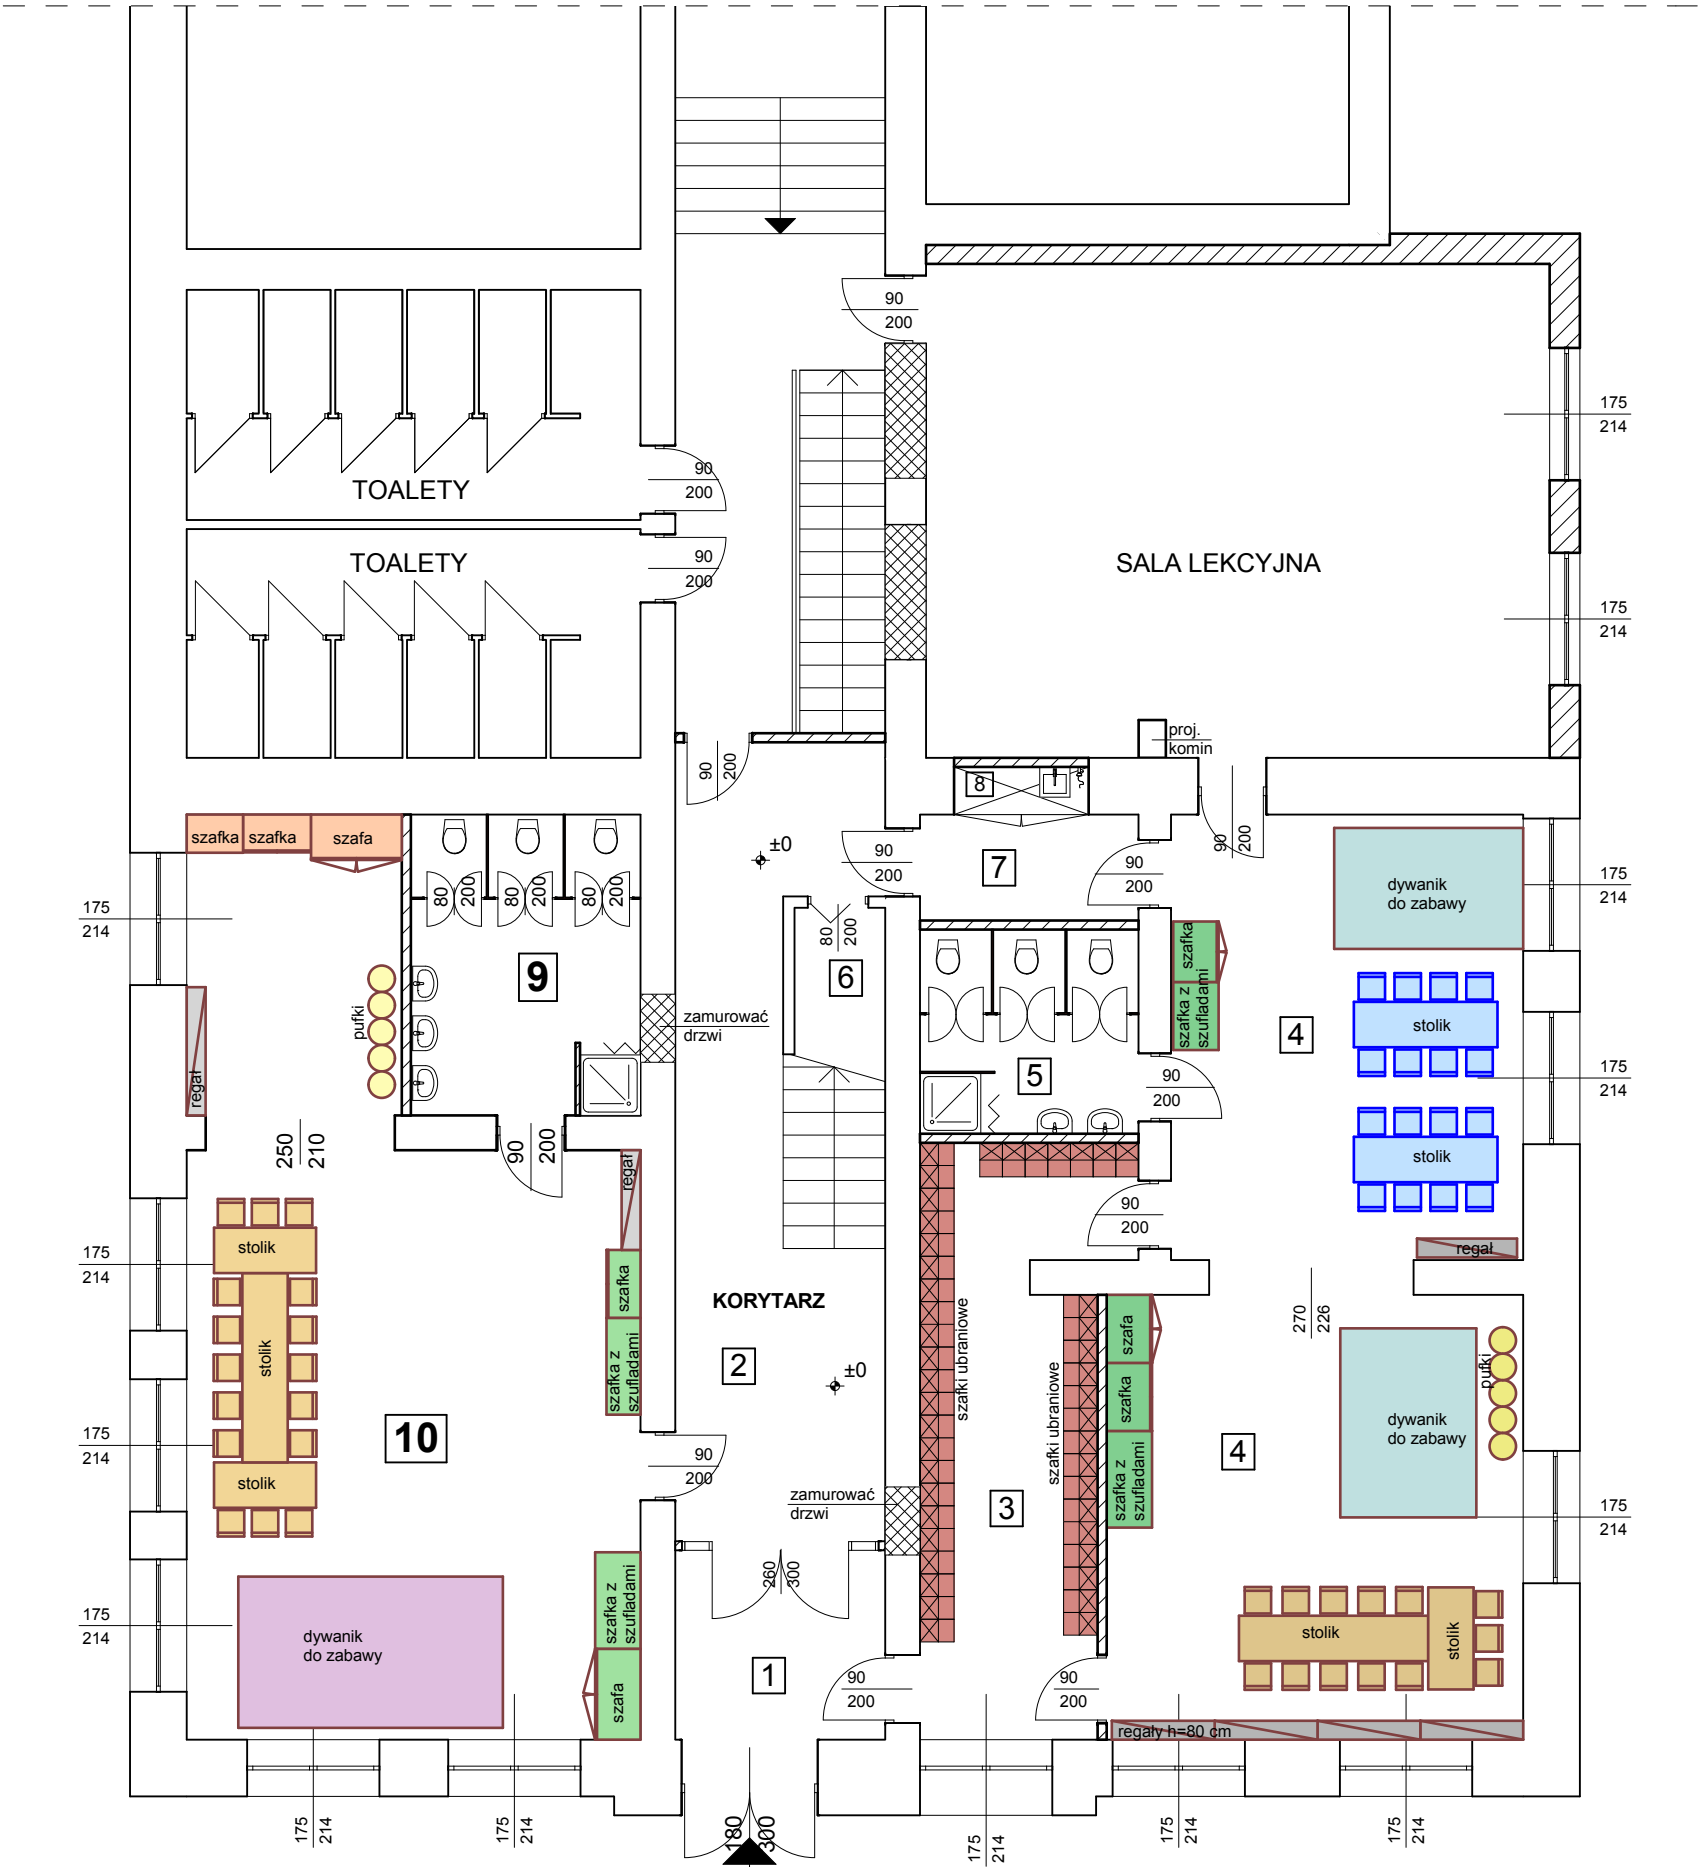 90
200
175
214
90
200
TOALETY
TOALETY
90
200
SALA LEKCYJNA
175
214
proj.
komin
90
200
8
90
200
szafka
szafka
szafa
80
200
80
200
80
200
±0
90
200
7
90
200
dywanik
do zabawy
175
214
175
214
80
200
6
9
pufki
regał
zamurować
drzwi
szafka
szafka z
szufladami
4
stolik
5
90
200
175
214
250
210
90
200
regał
stolik
90
200
regał
stolik
175
214
szafka
szafka z
szufladami
KORYTARZ
szafki ubraniowe
szafki ubraniowe
szafa
270
226
stolik
2
±0
szafka
pufki
dywanik
do zabawy
10
175
214
stolik
90
200
zamurować
drzwi
szafka z
szufladami
4
3
175
214
260
300
175
214
szafka z
szufladami
dywanik
do zabawy
szafa
1
90
200
90
200
stolik
stolik
regały h=80 cm
175
214
175
214
180
300
175
214
175
214
175
214